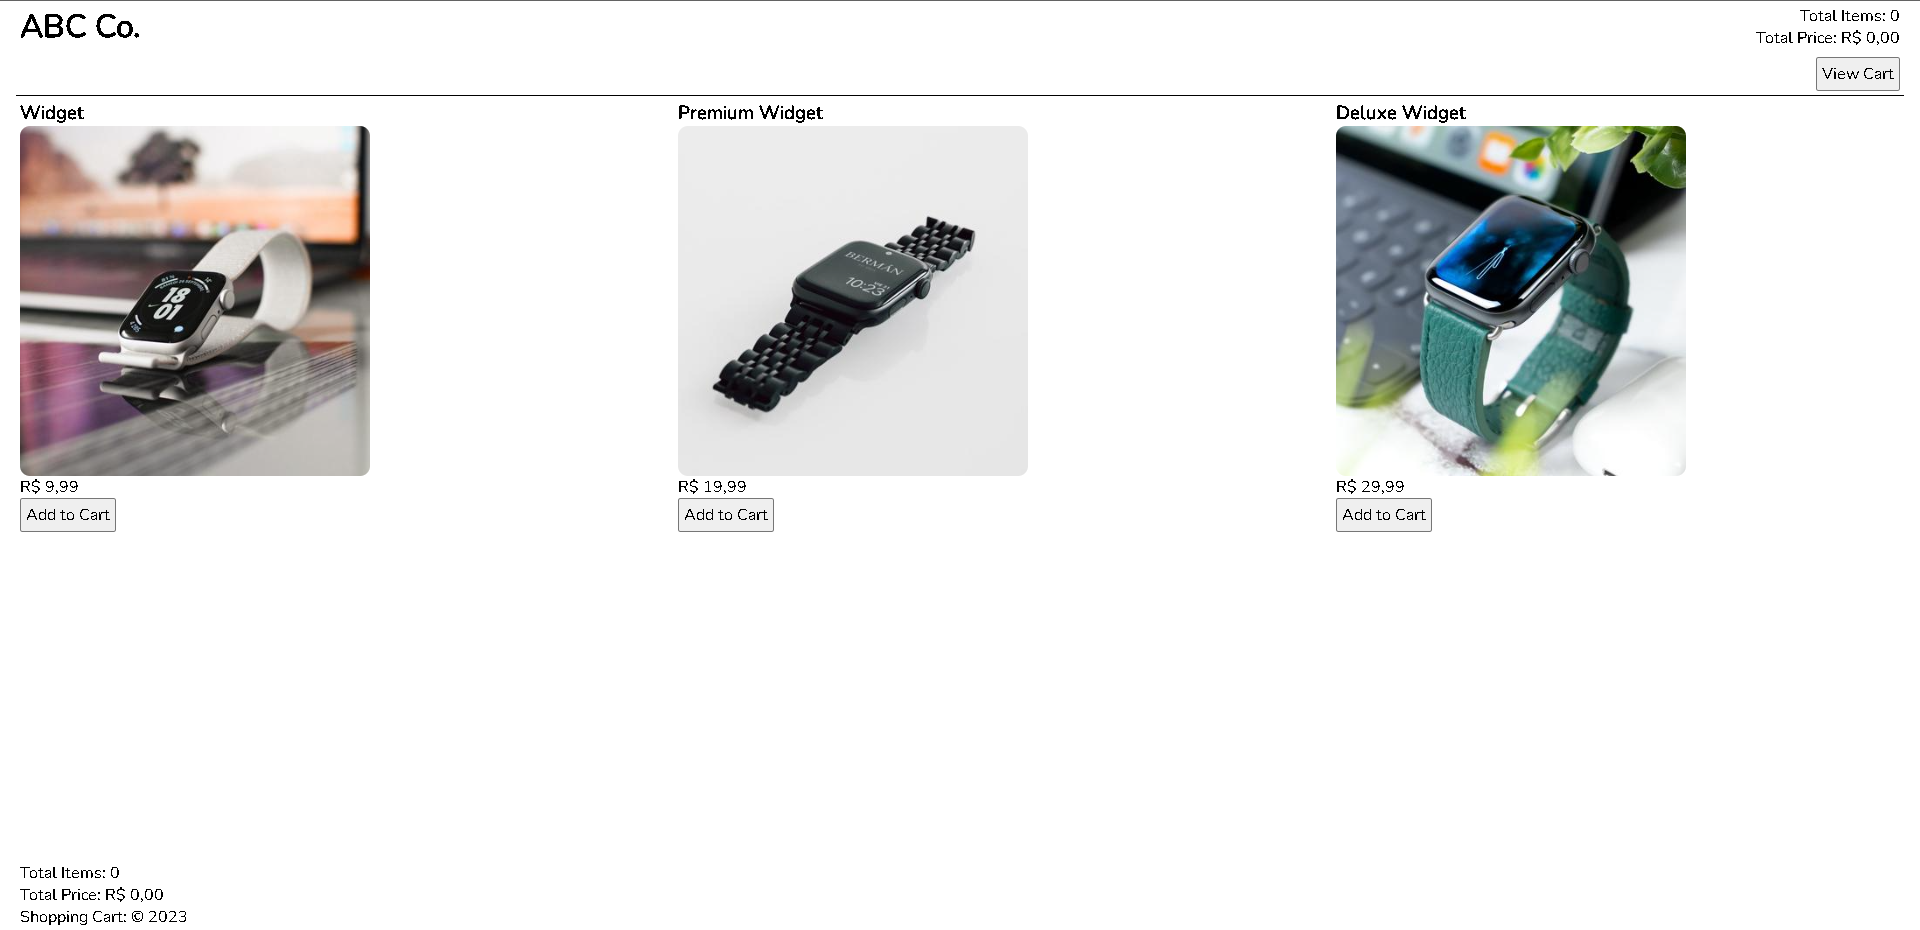 ABC Co.
Total Items: 0
Total Price: R$ 0,00
View Cart
Widget
18
01
R$ 9,99
Add to Cart
Premium Widget
BERMÁN
10:23
R$ 19,99
Add to Cart
Deluxe Widget
R$ 29,99
Add to Cart
Total Items: 0
Total Price: R$ 0,00
Shopping Cart: © 2023